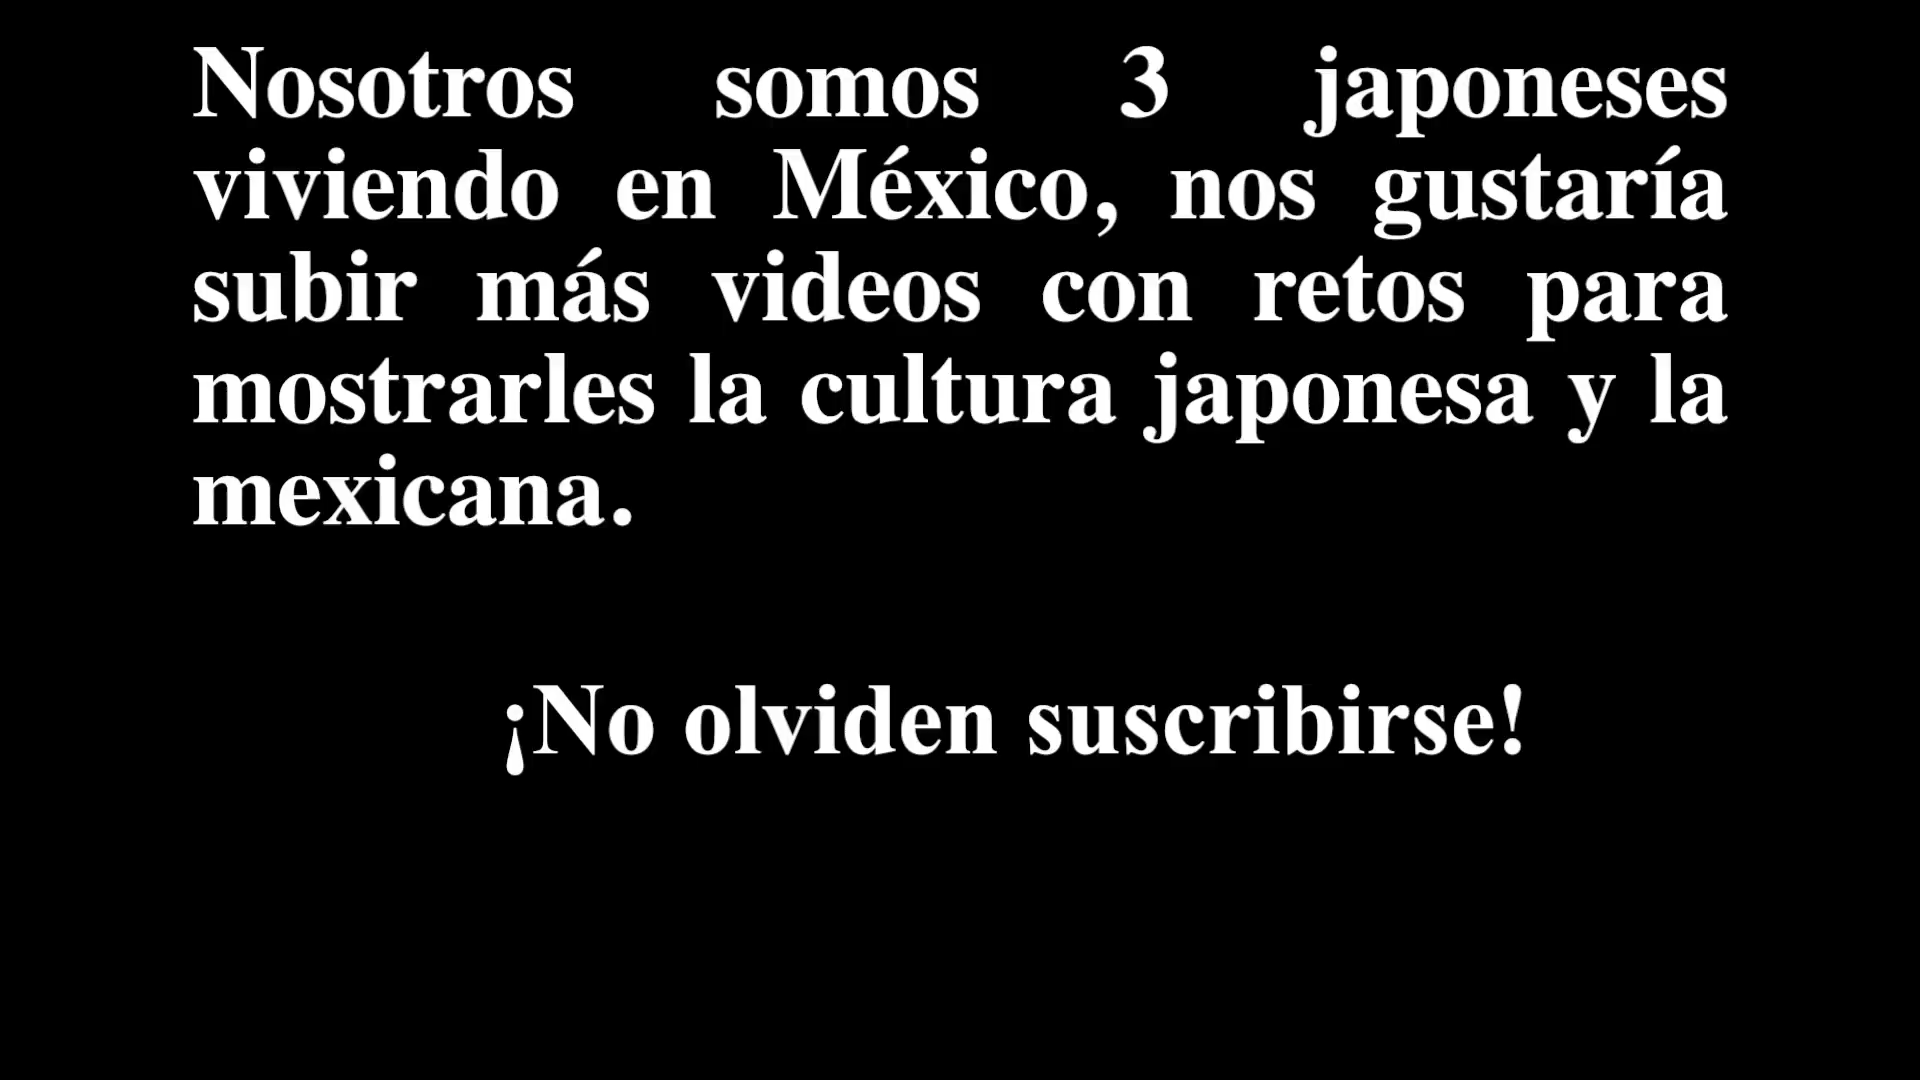 Nosotros somos 3 japoneses
viviendo en México, nos gustaría
subir más videos con retos para
mostrarles la cultura japonesa y la
mexicana.
¡No olviden suscribirse!